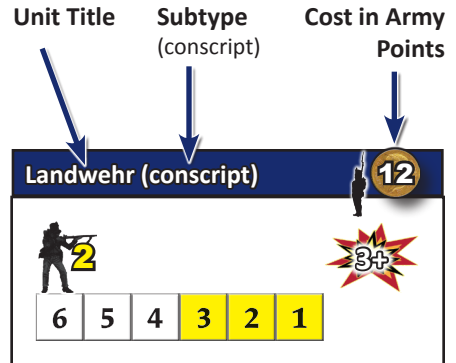 Unit Title Subtype Cost in Army
(conscript) Points
Landwehr (conscript) 12
2 3+
6 5 4 3 2 1